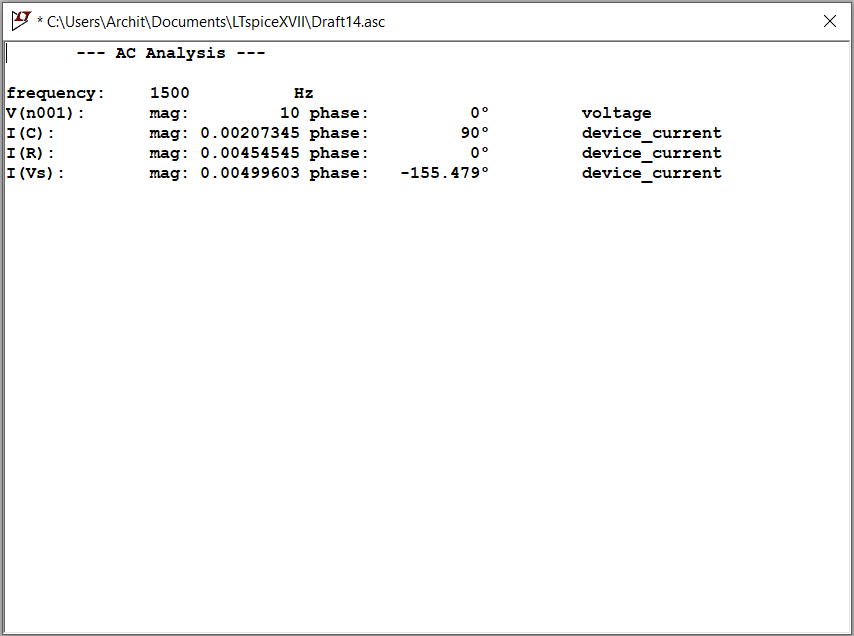 * C:\Users\Archit\Documents\LTspiceXVII\Draft14.asc
--- AC Analysis ---
frequency: 1500 Hz
V(n001): mag: 10 phase: 0° voltage
I(C): mag: 0.00207345 phase: 90° device_current
I(R): mag: 0.00454545 phase: 0° device_current
I(Vs): mag: 0.00499603 phase: -155.479° device_current